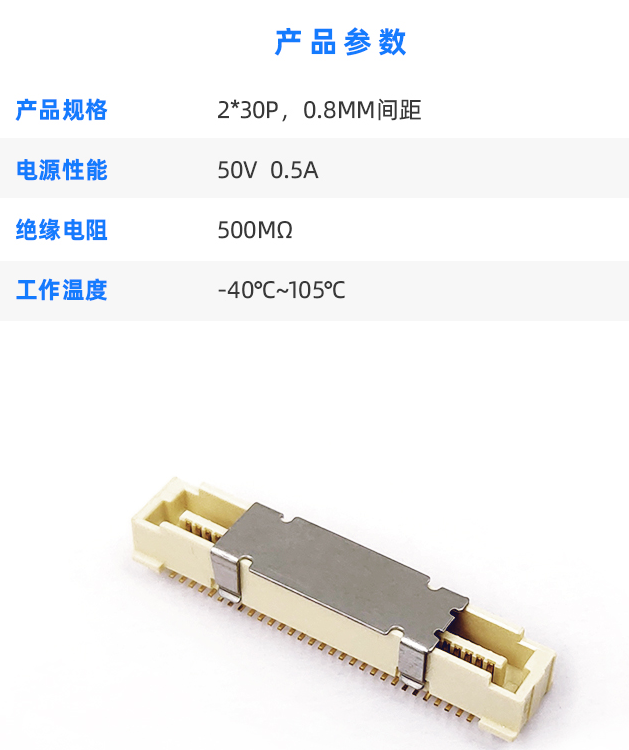 产品参数
产品规格 2*30P，0.8MM间距
电源性能 50V 0.5A
绝缘电阻 500MΩ
工作温度 -40℃~105℃